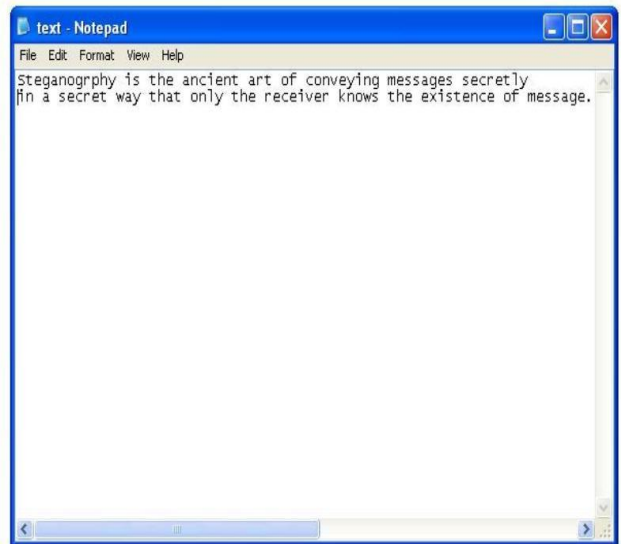 text - Notepad
File Edit Format View Help
Steganogrphy is the ancient art of conveying messages secretly
in a secret way that only the receiver knows the existence of message.